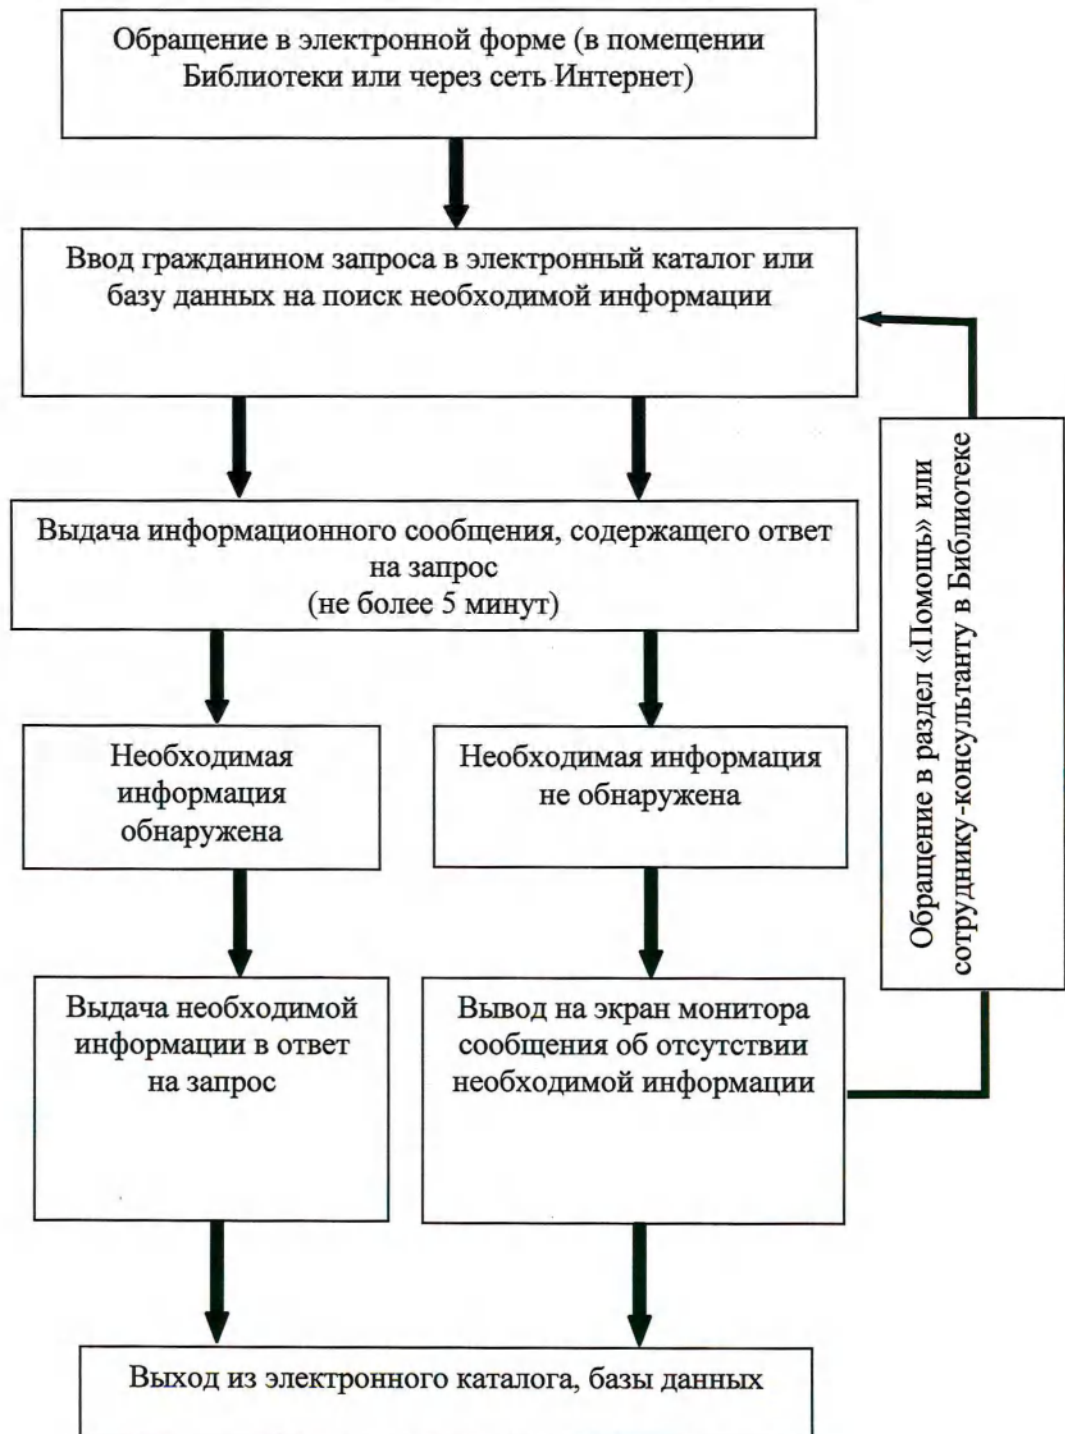 Обращение в электронной форме (в помещении
Библиотеки или через сеть Интернет)
Ввод гражданином запроса в электронный каталог или
базу данных на поиск необходимой информации
Выдача информационного сообщения, содержащего ответ
на запрос
(не более 5 минут)
Необходимая
информация
обнаружена
Необходимая информация
не обнаружена
Обращение в раздел «Помощь» или
сотруднику-консультанту в Библиотеке
Выдача необходимой
информации в ответ
на запрос
Вывод на экран монитора
сообщения об отсутствии
необходимой информации
Выход из электронного каталога, базы данных